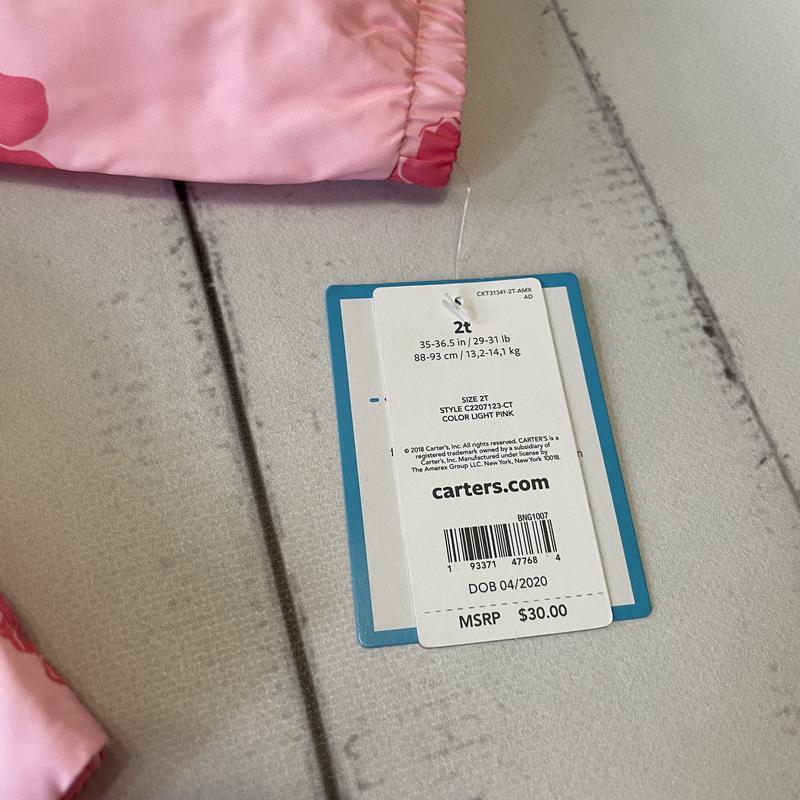 CKT31341-2T-AMX
AD
2t
35-36.5 in / 29-31 lb
88-93 cm / 13,2-14,1 kg
SIZE 2T
STYLE C2207123-CT
COLOR LIGHT PINK
© 2018 Carter's, Inc. All rights reserved. CARTER'S is a
registered trademark owned by a subsidiary of
Carter's, Inc. Manufactured under license by
The Amerex Group LLC. New York, New York 10018.
carters.com
BNG1007
1 93371 47768 4
DOB 04/2020
MSRP $30.00